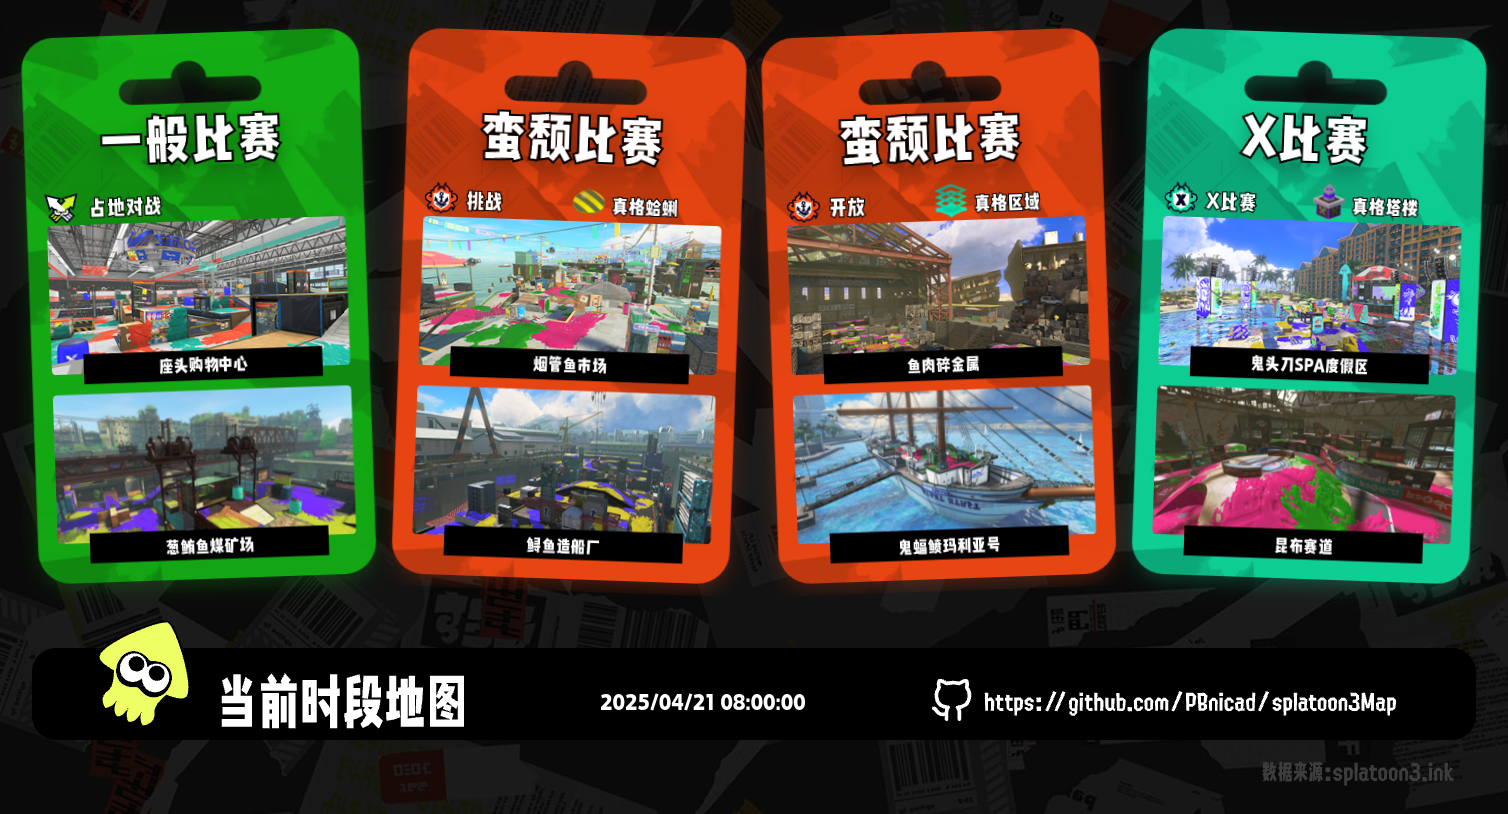 一般比赛
占地对战
座头购物中心
葱鲔鱼煤矿场
蛮颓比赛
挑战
真格蛤蜊
烟管鱼市场
鲟鱼造船厂
蛮颓比赛
开放
真格区域
鱼肉碎金属
鬼蝠鲼玛利亚号
X比赛
X比赛
真格塔楼
鬼头刀SPA度假区
昆布赛道
当前时段地图
2025/04/21 08:00:00
https://github.com/PBnicad/splatoon3Map
数据来源:splatoon3.ink